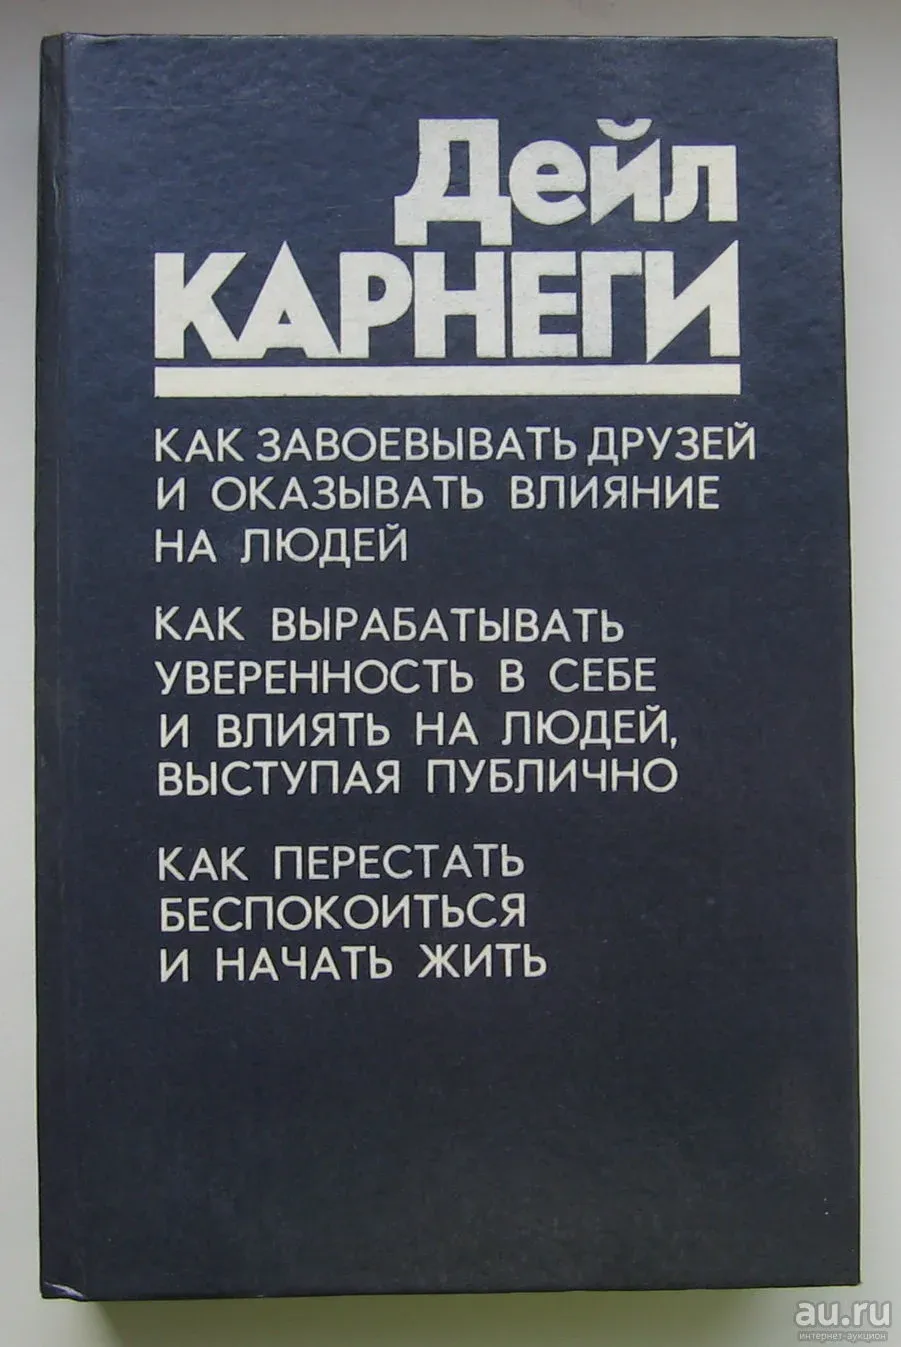 Дейл
КАРНЕГИ
КАК ЗАВОЕВЫВАТЬ ДРУЗЕЙ
И ОКАЗЫВАТЬ ВЛИЯНИЕ
НА ЛЮДЕЙ
КАК ВЫРАБАТЫВАТЬ
УВЕРЕННОСТЬ В СЕБЕ
И ВЛИЯТЬ НА ЛЮДЕЙ,
ВЫСТУПАЯ ПУБЛИЧНО
КАК ПЕРЕСТАТЬ
БЕСПОКОИТЬСЯ
И НАЧАТЬ ЖИТЬ
au.ru
интернет-аукцион